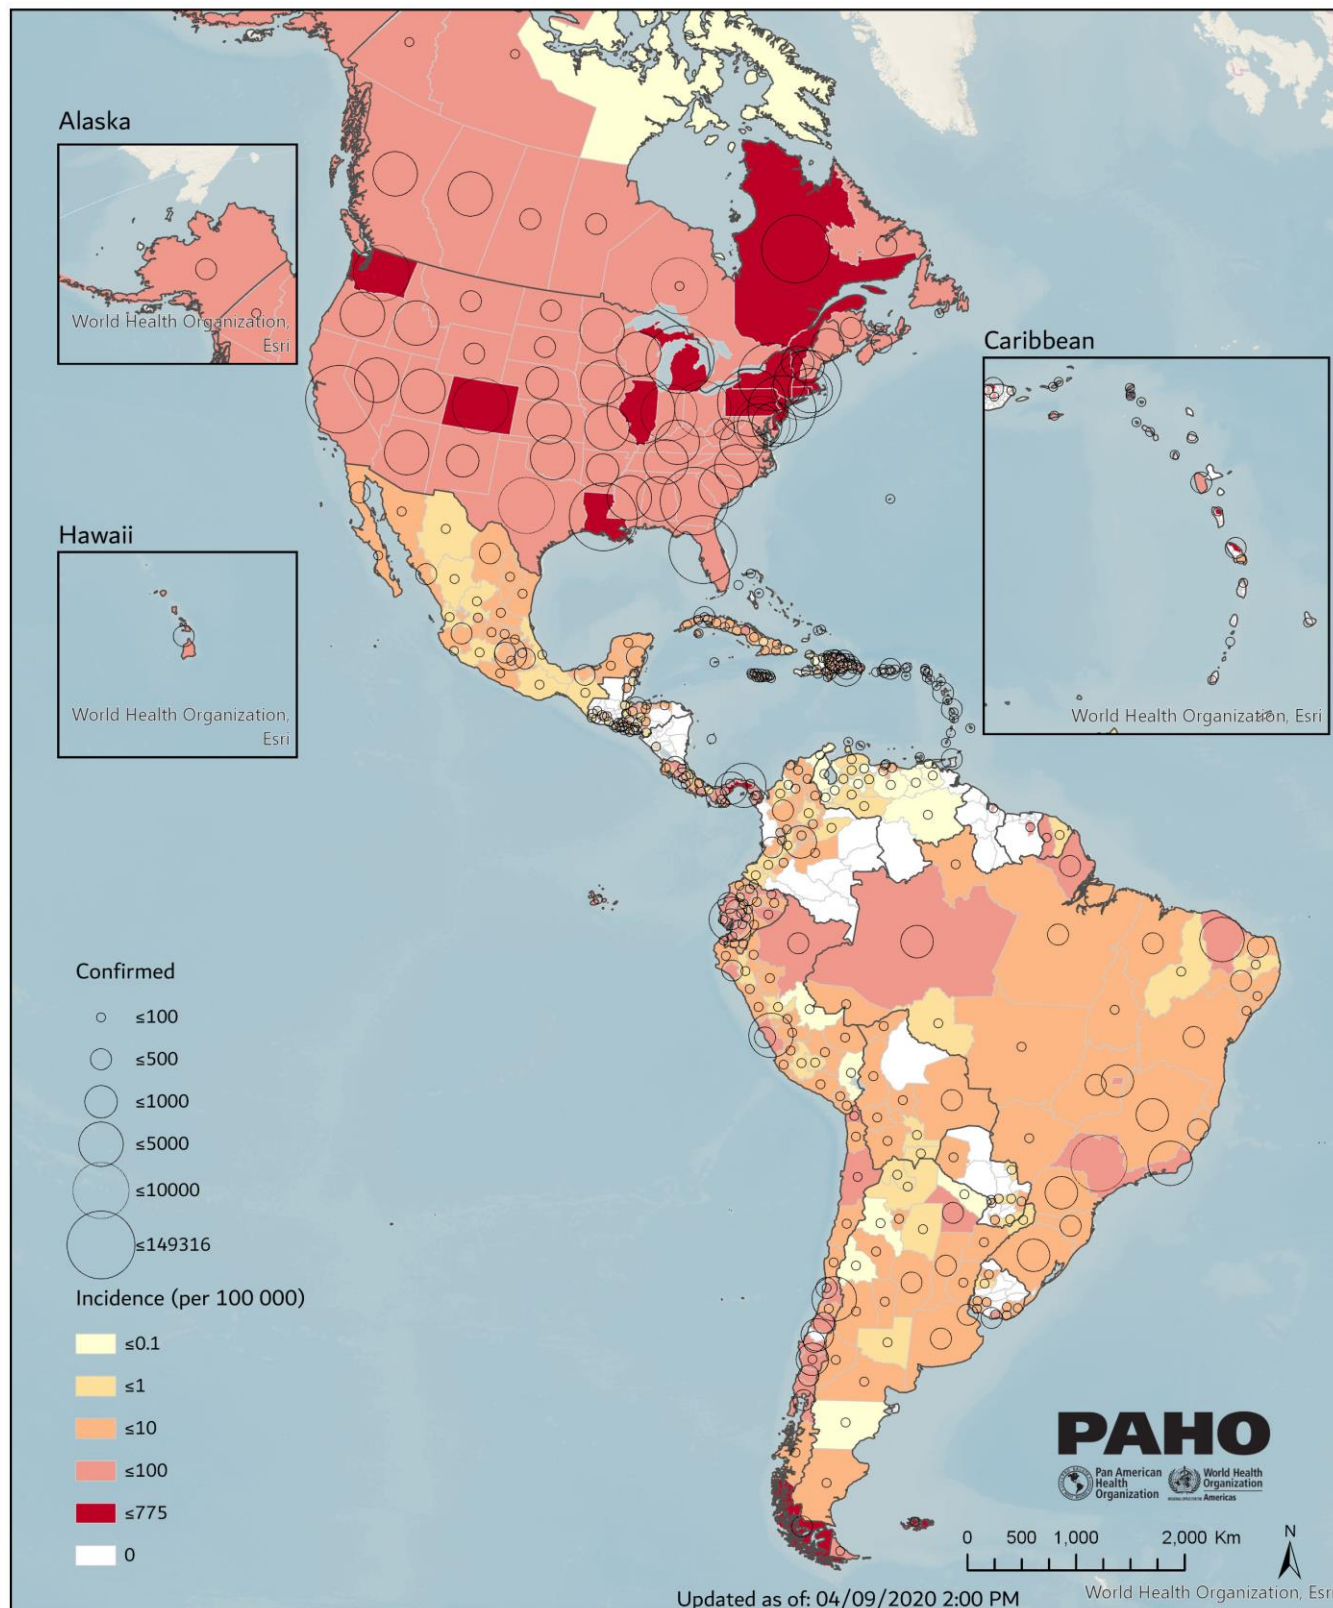 Alaska
World Health Organization,
Esri
Caribbean
World Health Organization, Esri
Hawaii
World Health Organization,
Esri
Confirmed
≤100
≤500
≤1000
≤5000
≤10000
≤149316
Incidence (per 100 000)
≤0.1
≤1
≤10
≤100
≤775
0
PAHO
Pan American
Health
Organization
World Health
Organization
Americas
0 500 1,000 2,000 Km
N
Updated as of: 04/09/2020 2:00 PM
World Health Organization, Esri